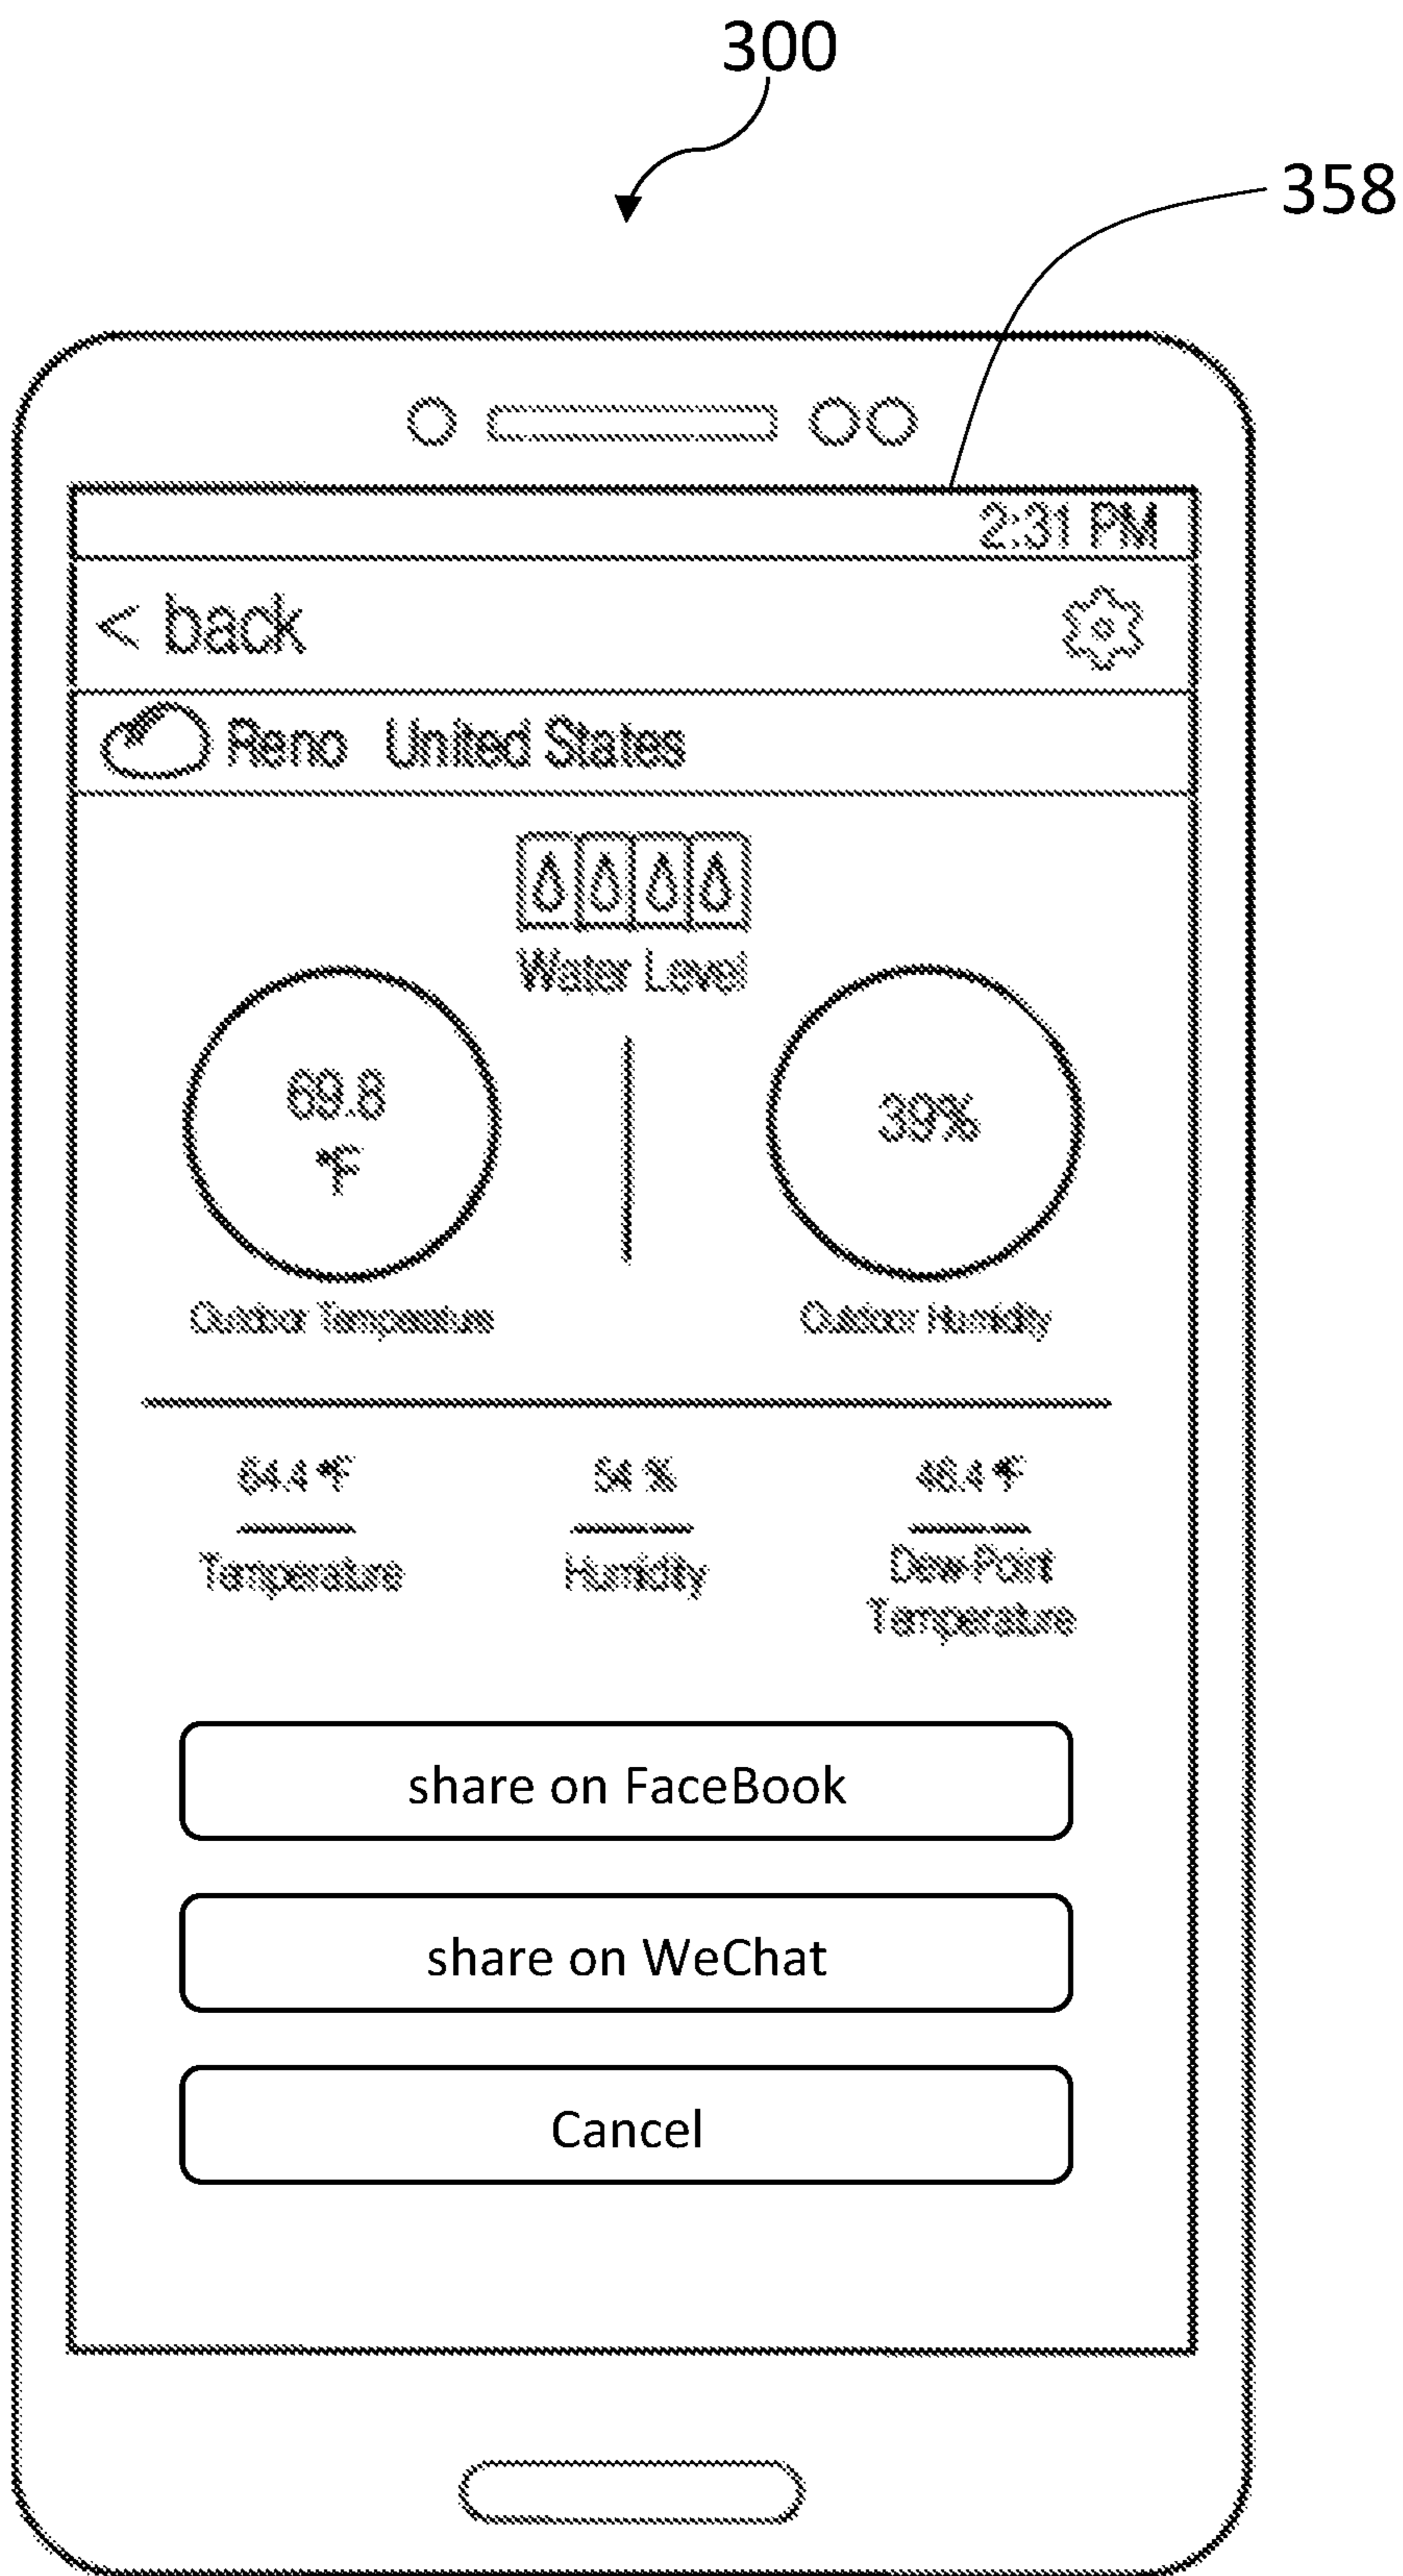 300
358
2:31 PM
< back
Reno United States
Water Level
69.8
°F
39%
Outdoor Temperature
Outdoor Humidity
64.4 °F
54 %
46.4 °F
Temperature
Humidity
Dew-Point
Temperature
share on FaceBook
share on WeChat
Cancel